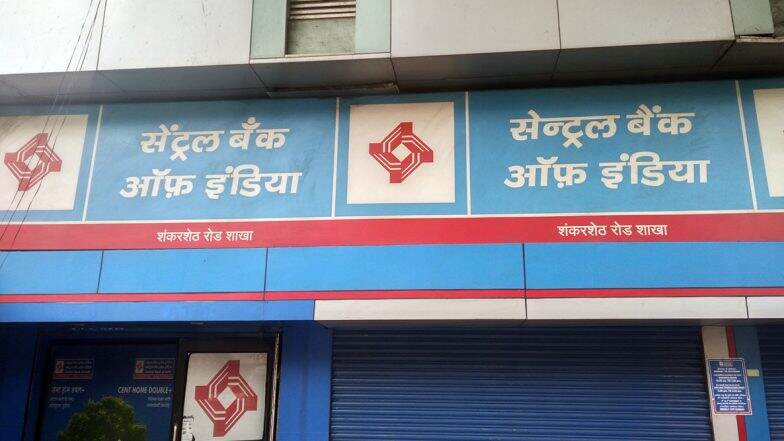 सेंट्रल बँक
ऑफ़ इंडिया
शंकरशेठ रोड शाखा
सेन्ट्रल बैंक
ऑफ़ इंडिया
शंकरशेठ रोड शाखा
CENT HOME DOUBLE+